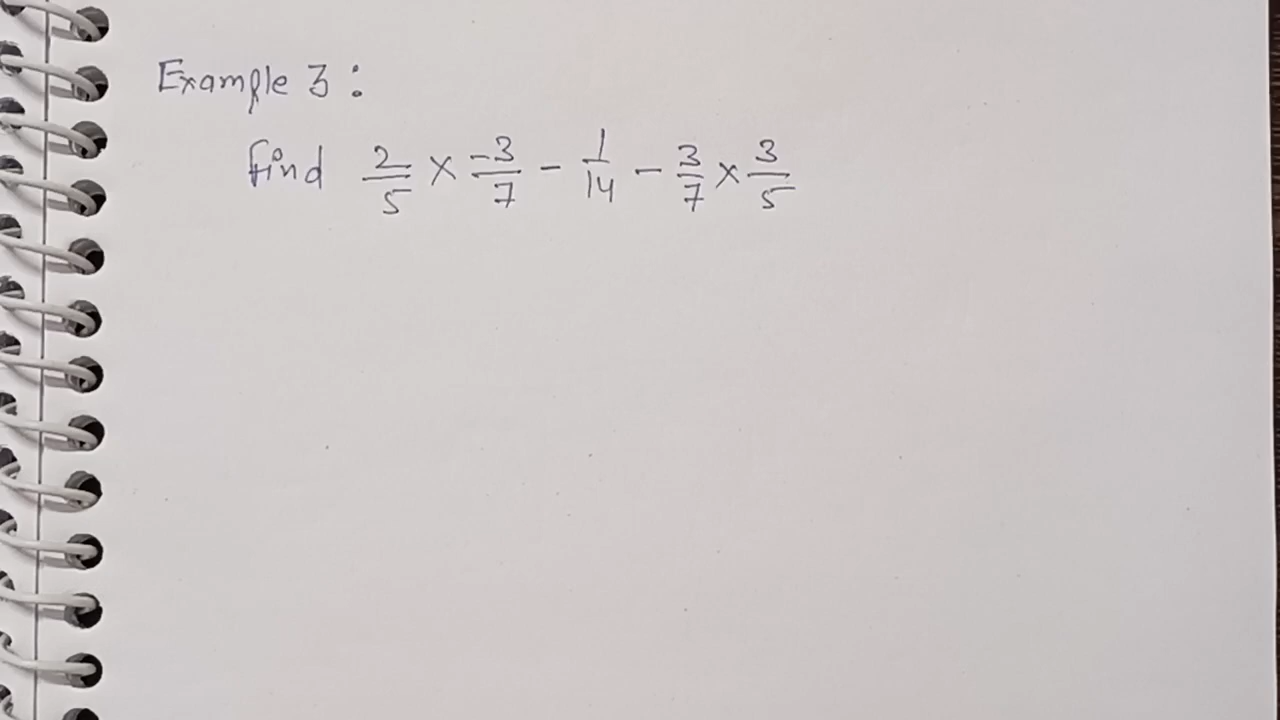 Example 3:
Find 2/5 × -3/7 - 1/14 - 3/7 × 3/5